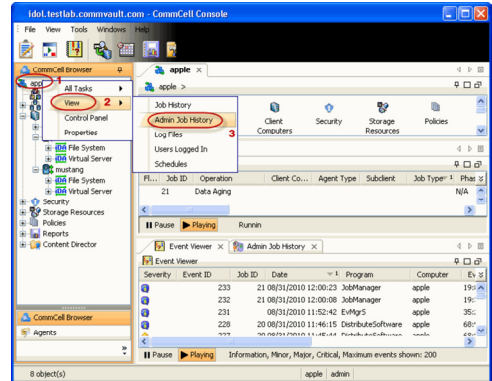 idol.testlab.commvault.com - CommCell Console
File View Tools Windows Help
CommCell Browser
apple
apple >
1
All Tasks
View
2
Control Panel
Properties
Job History
Admin Job History
3
Log Files
Users Logged In
Schedules
Client Computers
Security
Storage Resources
Policies
File System
Virtual Server
mustang
File System
Virtual Server
Security
Storage Resources
Policies
Reports
Content Director
Fl... Job ID Operation Client Co... Agent Type Subclient Job Type 1 Phas
21 Data Aging N/A
Pause Playing Runnin
Event Viewer Admin Job History
Event Viewer
Severity Event ID Job ID Date 1 Program Computer Ev
233 21 08/31/2010 12:00:23 JobManager apple
232 21 08/31/2010 12:00:08 JobManager apple
231 08/31/2010 11:52:42 EvMgrS apple
228 20 08/31/2010 11:46:15 DistributeSoftware apple
CommCell Browser
Agents
Pause Playing Information, Minor, Major, Critical, Maximum events shown: 200
8 object(s)
apple admin